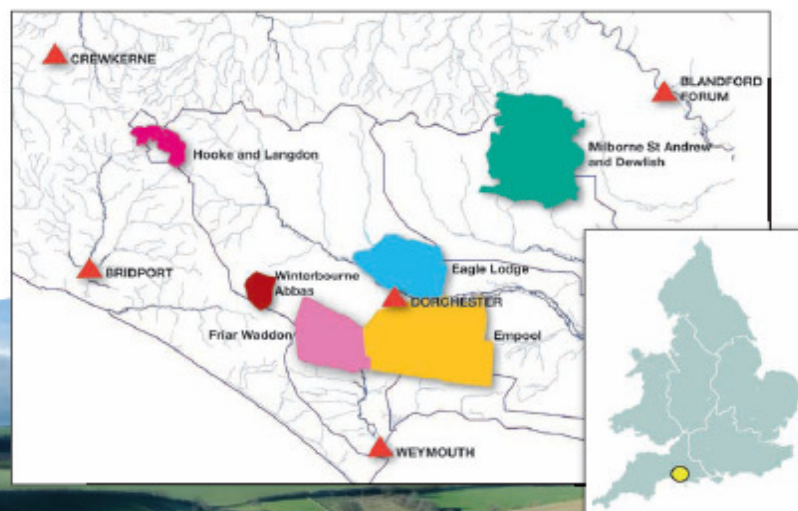 CREWKERNE
BLANDFORD
FORUM
Hooke and Langdon
Milborne St Andrew
and Dewlish
BRIDPORT
Winterbourne
Abbas
Eagle Lodge
DORCHESTER
Friar Waddon
Empool
WEYMOUTH